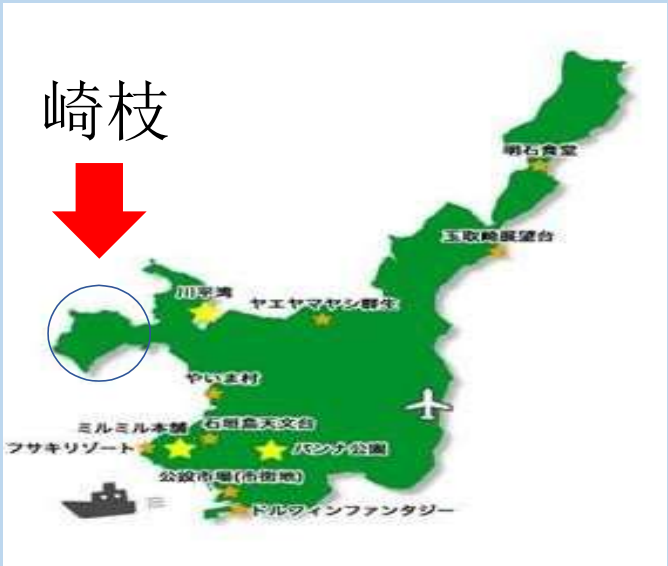 崎枝
明石食堂
玉取崎展望台
川平湾
ヤエヤマヤシ群生
やいま村
ミルミル本舗
石垣島天文台
フサキリゾート
バンナ公園
公設市場(市街地)
ドルフィンファンタジー